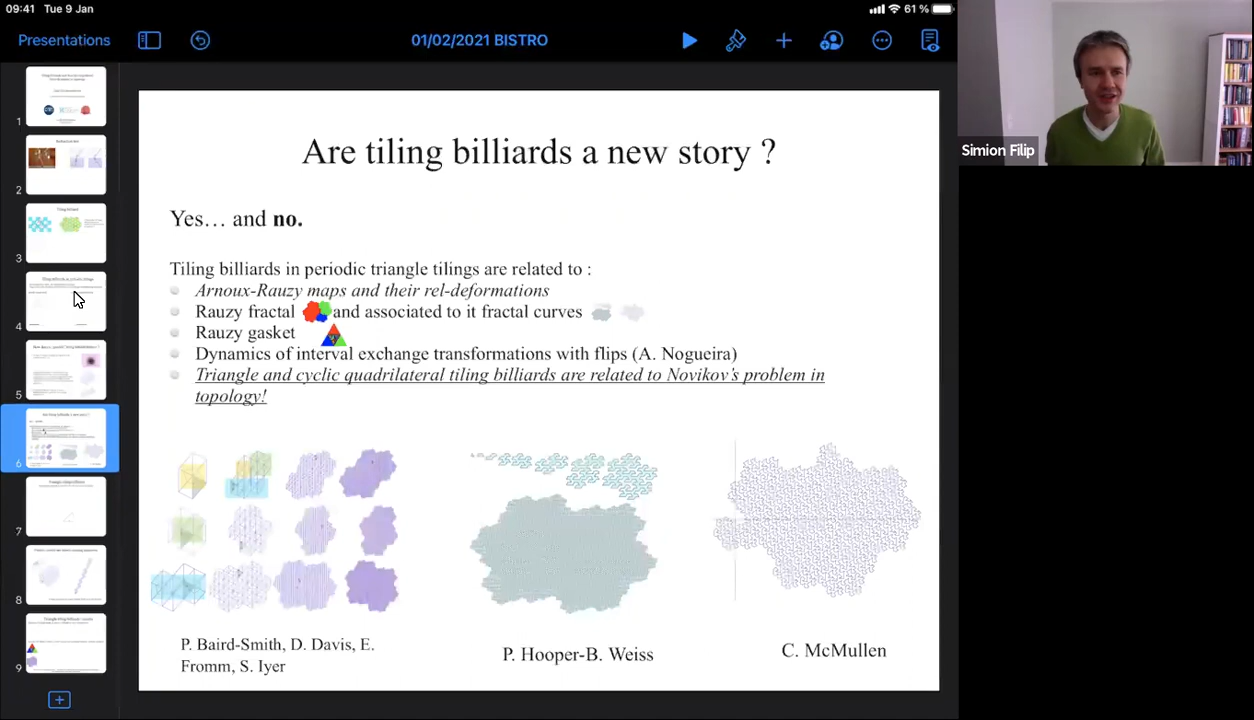 09:41 Tue 9 Jan
61 %
Presentations
01/02/2021 BISTRO
Simion Filip
Are tiling billiards a new story ?
Yes… and no.
Tiling billiards in periodic triangle tilings are related to :
Arnoux-Rauzy maps and their rel-deformations
Rauzy fractal and associated to it fractal curves
Rauzy gasket
Dynamics of interval exchange transformations with flips (A. Nogueira)
Triangle and cyclic quadrilateral tiling billiards are related to Novikov's problem in
topology!
P. Baird-Smith, D. Davis, E.
Fromm, S. Iyer
P. Hooper-B. Weiss
C. McMullen
1
2
3
4
5
6
7
8
9